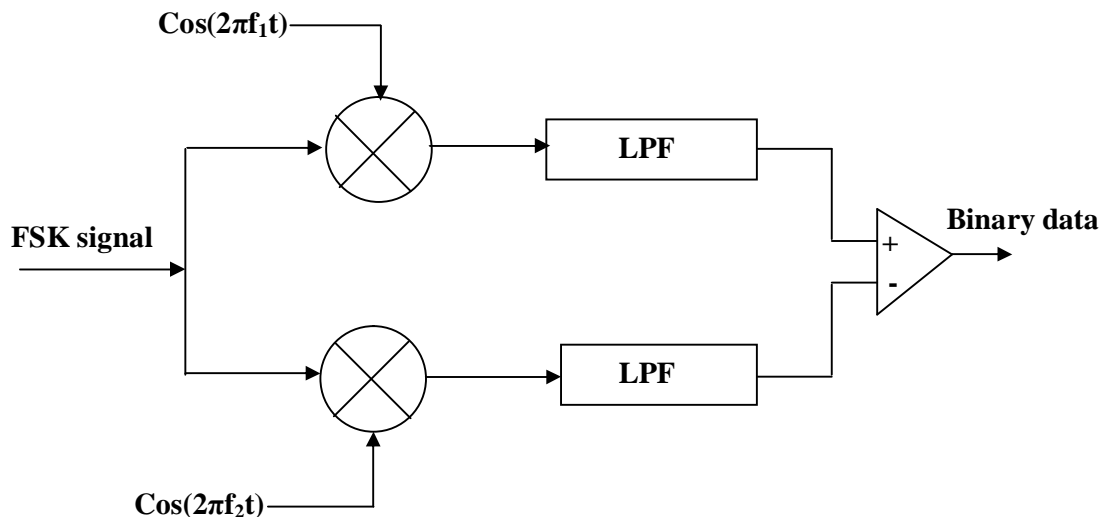 Cos(2πf₁t)
LPF
FSK signal
Binary data
+
-
LPF
Cos(2πf₂t)